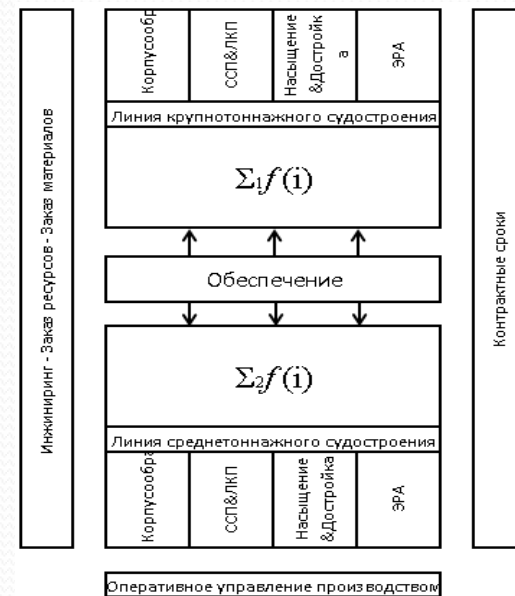 Инжиниринг - Заказ ресурсов - Заказ материалов
Корпусообр
ССП&ЛКП
Насыщение
&Достройк
а
ЭРА
Линия крупнотоннажного судостроения
Σ₁f(i)
Обеспечение
Σ₂f(i)
Линия среднетоннажного судостроения
Корпусообра
ССП&ЛКП
Насыщение
&Достройка
ЭРА
Контрактные сроки
Оперативное управление производством